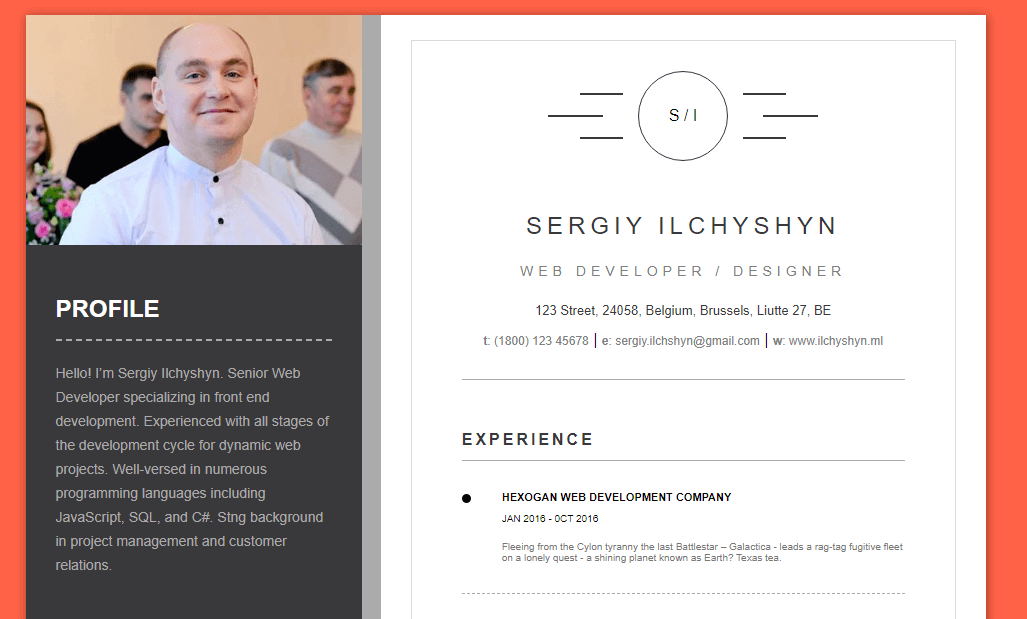 PROFILE
Hello! I'm Sergiy Ilchyshyn. Senior Web
Developer specializing in front end
development. Experienced with all stages of
the development cycle for dynamic web
projects. Well-versed in numerous
programming languages including
JavaScript, SQL, and C#. Stng background
in project management and customer
relations.
S / I
SERGIY ILCHYSHYN
WEB DEVELOPER / DESIGNER
123 Street, 24058, Belgium, Brussels, Liutte 27, BE
t: (1800) 123 45678 | e: sergiy.ilchshyn@gmail.com | w: www.ilchyshyn.ml
EXPERIENCE
HEXOGAN WEB DEVELOPMENT COMPANY
JAN 2016 - 0CT 2016
Fleeing from the Cylon tyranny the last Battlestar – Galactica - leads a rag-tag fugitive fleet
on a lonely quest - a shining planet known as Earth? Texas tea.